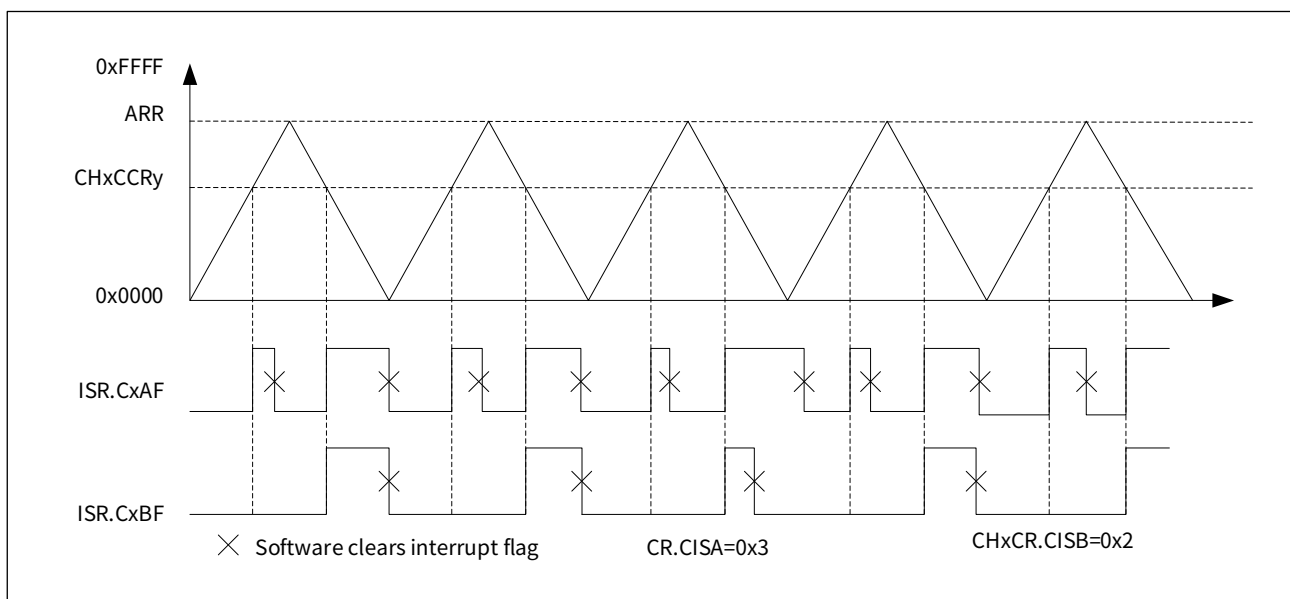 0xFFFF
ARR
CHxCCRy
0x0000
ISR.CxAF
ISR.CxBF
Software clears interrupt flag
CR.CISA=0x3
CHxCR.CISB=0x2